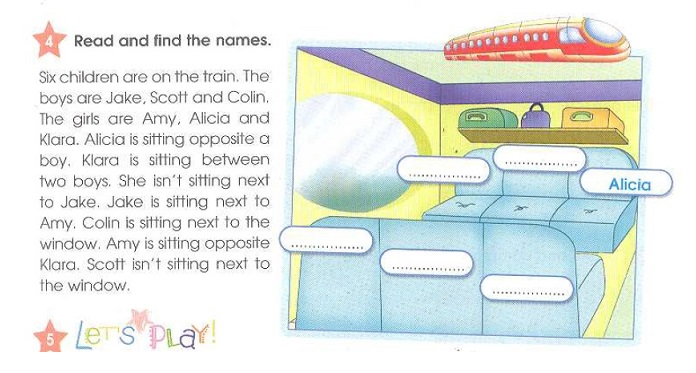 4 Read and find the names.
Six children are on the train. The
boys are Jake, Scott and Colin.
The girls are Amy, Alicia and
Klara. Alicia is sitting opposite a
boy. Klara is sitting between
two boys. She isn't sitting next
to Jake. Jake is sitting next to
Amy. Colin is sitting next to the
window. Amy is sitting opposite
Klara. Scott isn't sitting next to
the window.
Alicia
5 LET'S PLAY!